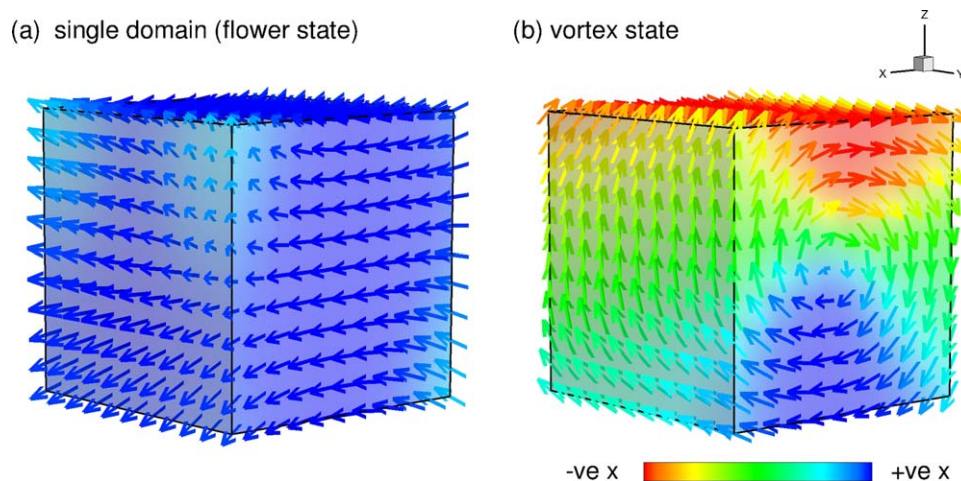 (a) single domain (flower state)
(b) vortex state
Z
X
Y
-ve x
+ve x